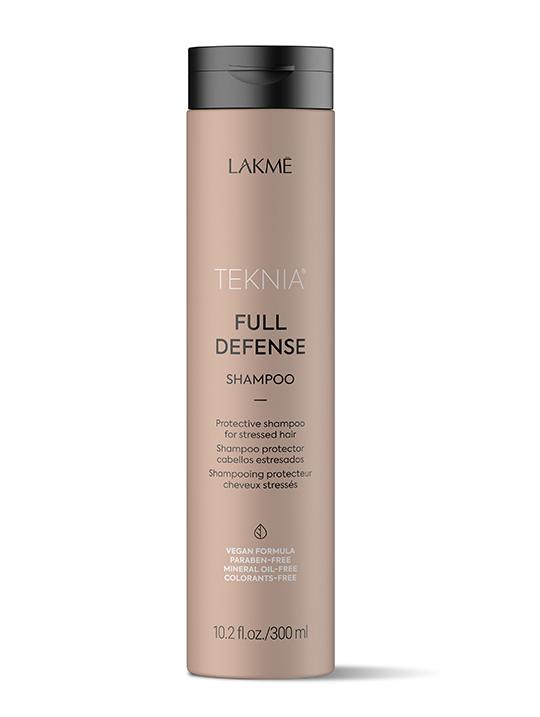 LAKMĒ
TEKNIA®
FULL
DEFENSE
SHAMPOO
Protective shampoo
for stressed hair
Shampoo protector
cabellos estresados
Shampooing protecteur
cheveux stressés
VEGAN FORMULA
PARABEN-FREE
MINERAL OIL-FREE
COLORANTS-FREE
10.2 fl.oz./300 ml